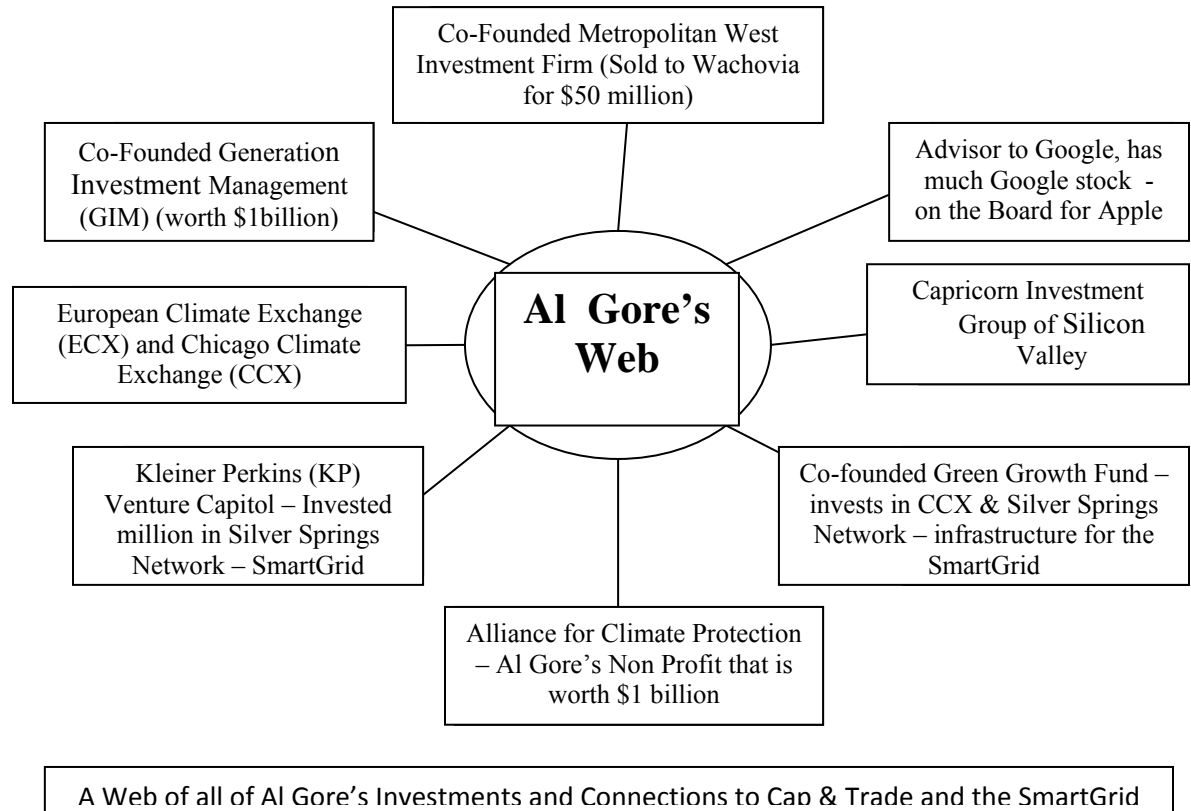 Co-Founded Metropolitan West
Investment Firm (Sold to Wachovia
for $50 million)
Co-Founded Generation
Investment Management
(GIM) (worth $1billion)
Advisor to Google, has
much Google stock -
on the Board for Apple
European Climate Exchange
(ECX) and Chicago Climate
Exchange (CCX)
Al Gore's
Web
Capricorn Investment
Group of Silicon
Valley
Kleiner Perkins (KP)
Venture Capitol – Invested
million in Silver Springs
Network – SmartGrid
Co-founded Green Growth Fund –
invests in CCX & Silver Springs
Network – infrastructure for the
SmartGrid
Alliance for Climate Protection
– Al Gore's Non Profit that is
worth $1 billion
A Web of all of Al Gore's Investments and Connections to Cap & Trade and the SmartGrid